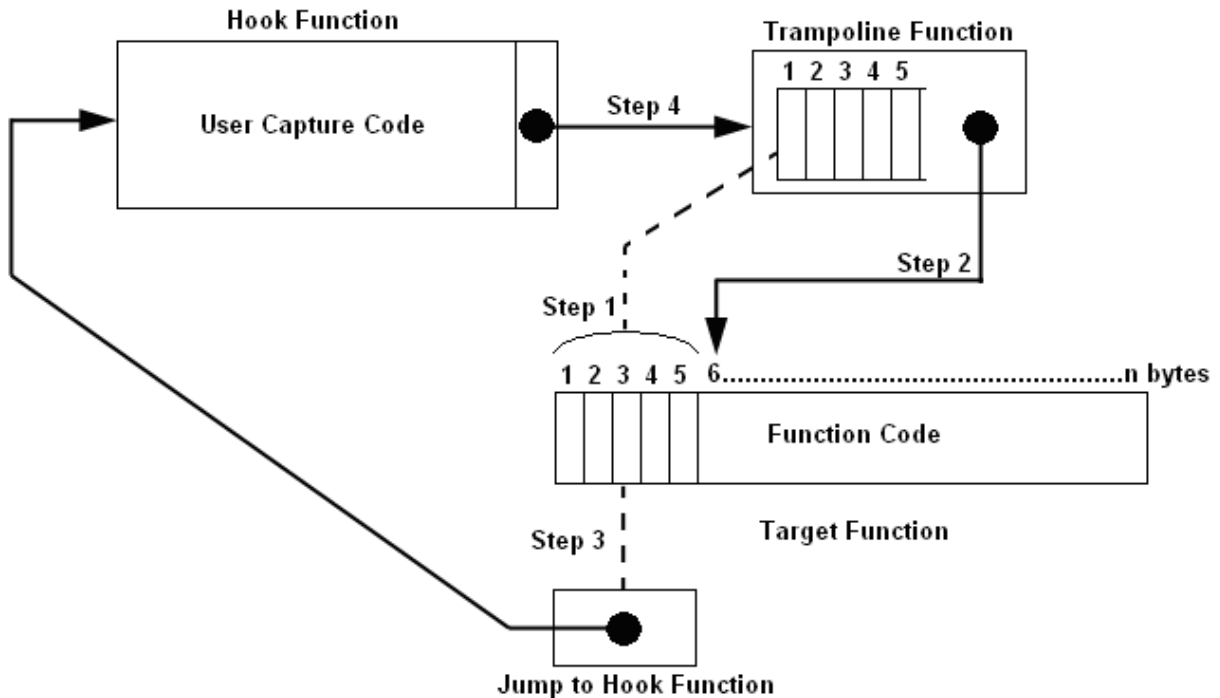 Hook Function
Trampoline Function
1 2 3 4 5
User Capture Code
Step 4
Step 2
Step 1
1 2 3 4 5 6.................................................n bytes
Function Code
Step 3
Target Function
Jump to Hook Function